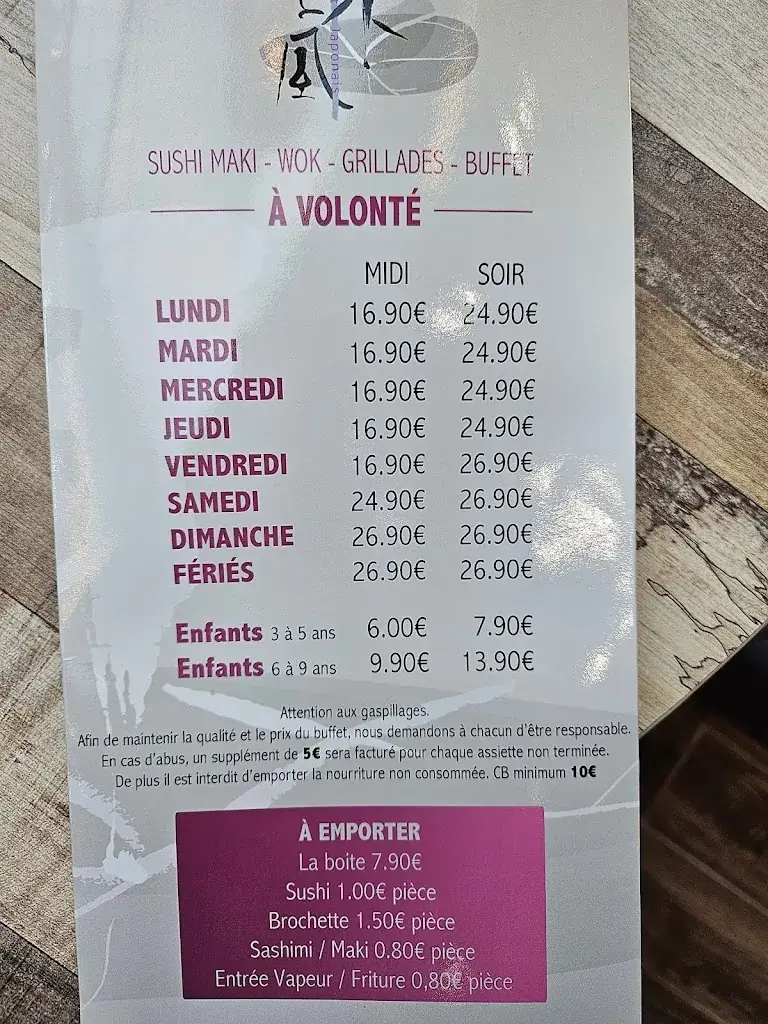 Japonais
SUSHI MAKI - WOK - GRILLADES - BUFFET
À VOLONTÉ
MIDI SOIR
LUNDI 16.90€ 24.90€
MARDI 16.90€ 24.90€
MERCREDI 16.90€ 24.90€
JEUDI 16.90€ 24.90€
VENDREDI 16.90€ 26.90€
SAMEDI 24.90€ 26.90€
DIMANCHE 26.90€ 26.90€
FÉRIÉS 26.90€ 26.90€
Enfants 3 à 5 ans 6.00€ 7.90€
Enfants 6 à 9 ans 9.90€ 13.90€
Attention aux gaspillages.
Afin de maintenir la qualité et le prix du buffet, nous demandons à chacun d'être responsable.
En cas d'abus, un supplément de 5€ sera facturé pour chaque assiette non terminée.
De plus il est interdit d'emporter la nourriture non consommée. CB minimum 10€
À EMPORTER
La boite 7.90€
Sushi 1.00€ pièce
Brochette 1.50€ pièce
Sashimi / Maki 0.80€ pièce
Entrée Vapeur / Friture 0,80€ pièce